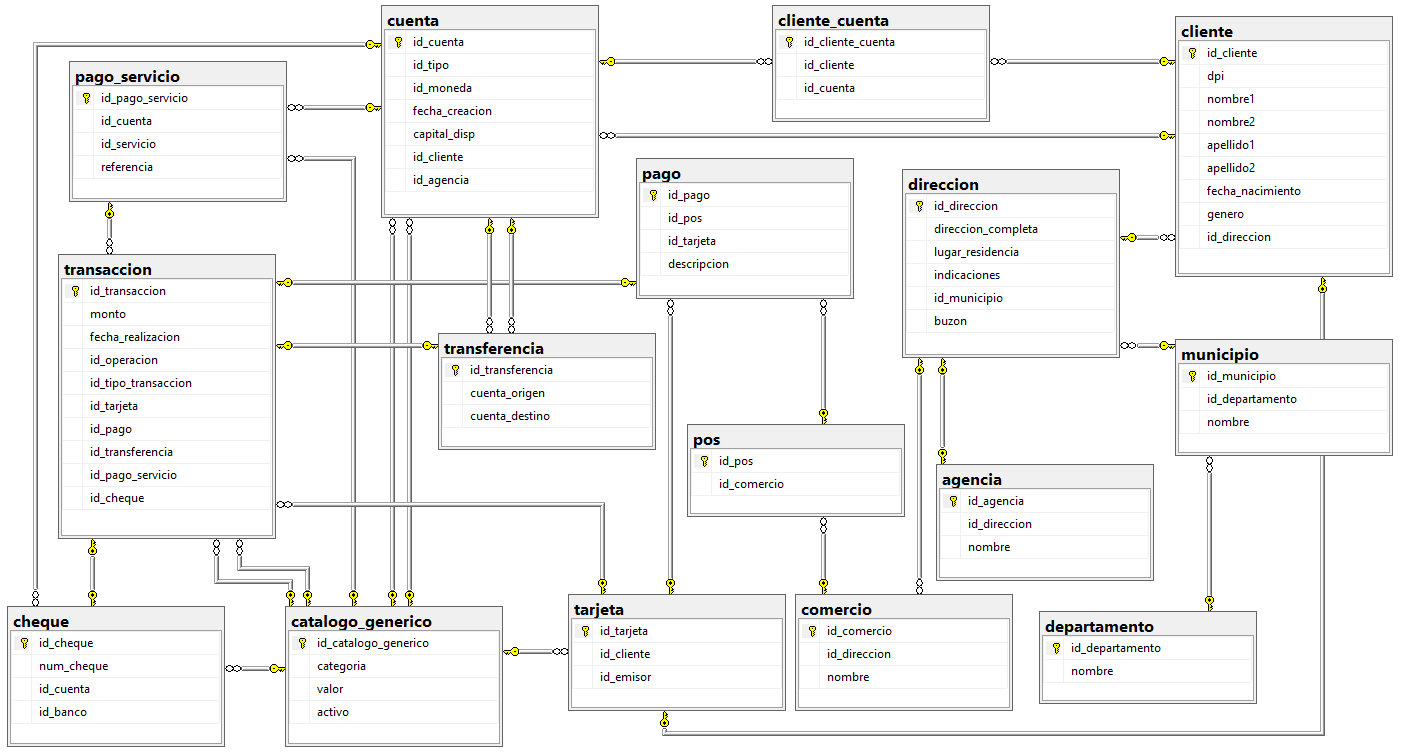 cuenta
id_cuenta
id_tipo
id_moneda
fecha_creacion
capital_disp
id_cliente
id_agencia
cliente_cuenta
id_cliente_cuenta
id_cliente
id_cuenta
cliente
id_cliente
dpi
nombre1
nombre2
apellido1
apellido2
fecha_nacimiento
genero
id_direccion
pago_servicio
id_pago_servicio
id_cuenta
id_servicio
referencia
pago
id_pago
id_pos
id_tarjeta
descripcion
direccion
id_direccion
direccion_completa
lugar_residencia
indicaciones
id_municipio
buzon
transaccion
id_transaccion
monto
fecha_realizacion
id_operacion
id_tipo_transaccion
id_tarjeta
id_pago
id_transferencia
id_pago_servicio
id_cheque
transferencia
id_transferencia
cuenta_origen
cuenta_destino
municipio
id_municipio
id_departamento
nombre
pos
id_pos
id_comercio
agencia
id_agencia
id_direccion
nombre
cheque
id_cheque
num_cheque
id_cuenta
id_banco
catalogo_generico
id_catalogo_generico
categoria
valor
activo
tarjeta
id_tarjeta
id_cliente
id_emisor
comercio
id_comercio
id_direccion
nombre
departamento
id_departamento
nombre